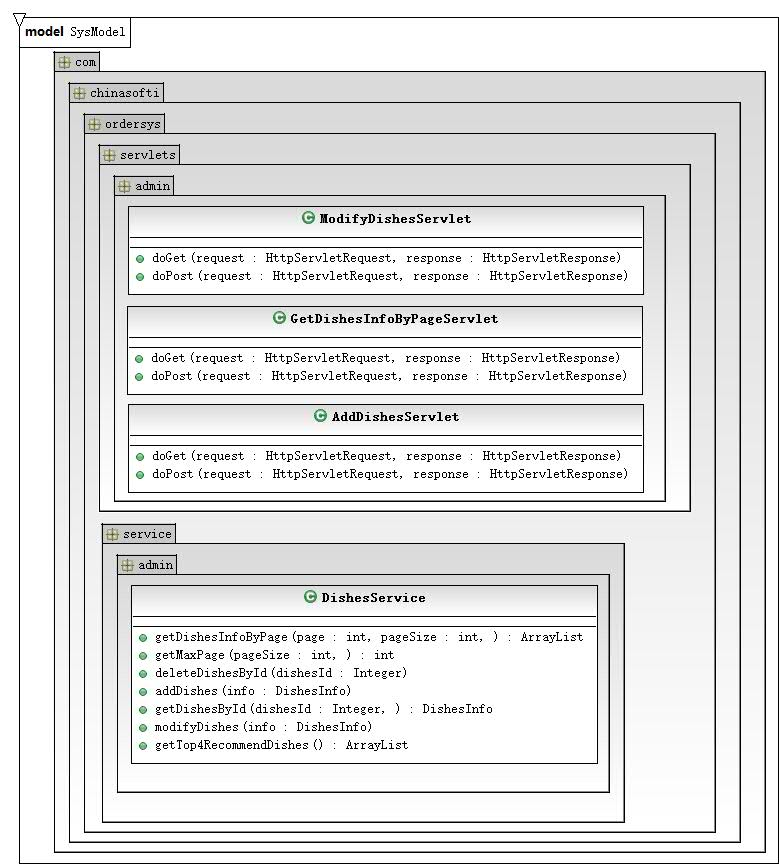 model SysModel
com
chinasofti
ordersys
servlets
admin
ModifyDishesServlet
doGet(request : HttpServletRequest, response : HttpServletResponse)
doPost(request : HttpServletRequest, response : HttpServletResponse)
GetDishesInfoByPageServlet
doGet(request : HttpServletRequest, response : HttpServletResponse)
doPost(request : HttpServletRequest, response : HttpServletResponse)
AddDishesServlet
doGet(request : HttpServletRequest, response : HttpServletResponse)
doPost(request : HttpServletRequest, response : HttpServletResponse)
service
admin
DishesService
getDishesInfoByPage(page : int, pageSize : int, ) : ArrayList
getMaxPage(pageSize : int, ) : int
deleteDishesById(dishesId : Integer)
addDishes(info : DishesInfo)
getDishesById(dishesId : Integer, ) : DishesInfo
modifyDishes(info : DishesInfo)
getTop4RecommendDishes() : ArrayList